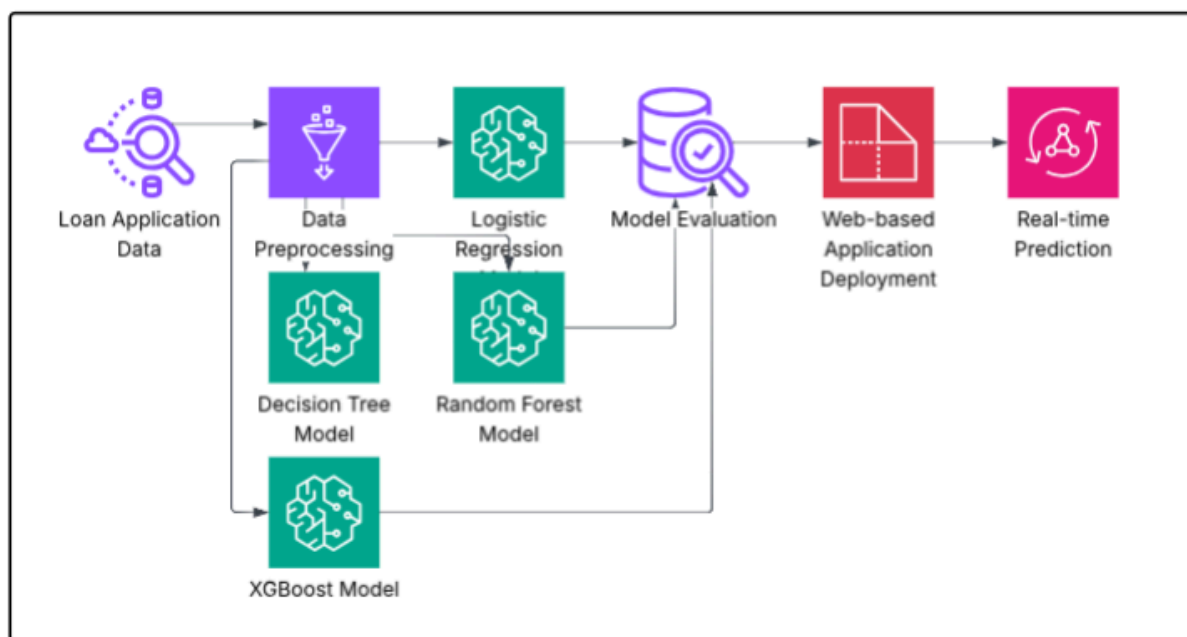 Loan Application
Data
Data
Preprocessing
Logistic
Regression
Model Evaluation
Web-based
Application
Deployment
Real-time
Prediction
Decision Tree
Model
Random Forest
Model
XGBoost Model